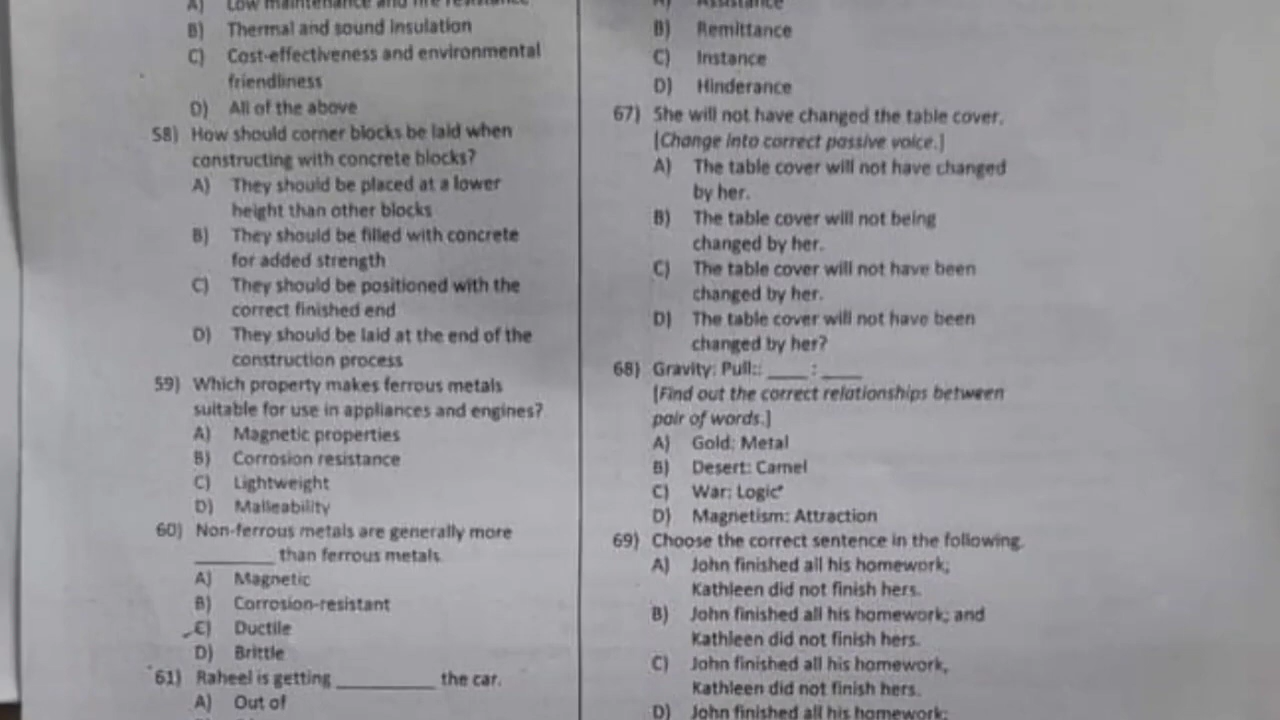 A) Low maintenance and fire resistance
B) Thermal and sound insulation
C) Cost-effectiveness and environmental
friendliness
D) All of the above
58) How should corner blocks be laid when
constructing with concrete blocks?
A) They should be placed at a lower
height than other blocks
B) They should be filled with concrete
for added strength
C) They should be positioned with the
correct finished end
D) They should be laid at the end of the
construction process
59) Which property makes ferrous metals
suitable for use in appliances and engines?
A) Magnetic properties
B) Corrosion resistance
C) Lightweight
D) Malleability
60) Non-ferrous metals are generally more
________ than ferrous metals.
A) Magnetic
B) Corrosion-resistant
C) Ductile
D) Brittle
61) Raheel is getting __________ the car.
A) Out of
A) Assistance
B) Remittance
C) Instance
D) Hinderance
67) She will not have changed the table cover.
[Change into correct passive voice.]
A) The table cover will not have changed
by her.
B) The table cover will not being
changed by her.
C) The table cover will not have been
changed by her.
D) The table cover will not have been
changed by her?
68) Gravity: Pull:: ____ : ____
[Find out the correct relationships between
pair of words.]
A) Gold: Metal
B) Desert: Camel
C) War: Logic
D) Magnetism: Attraction
69) Choose the correct sentence in the following.
A) John finished all his homework;
Kathleen did not finish hers.
B) John finished all his homework; and
Kathleen did not finish hers.
C) John finished all his homework,
Kathleen did not finish hers.
D) John finished all his homework: